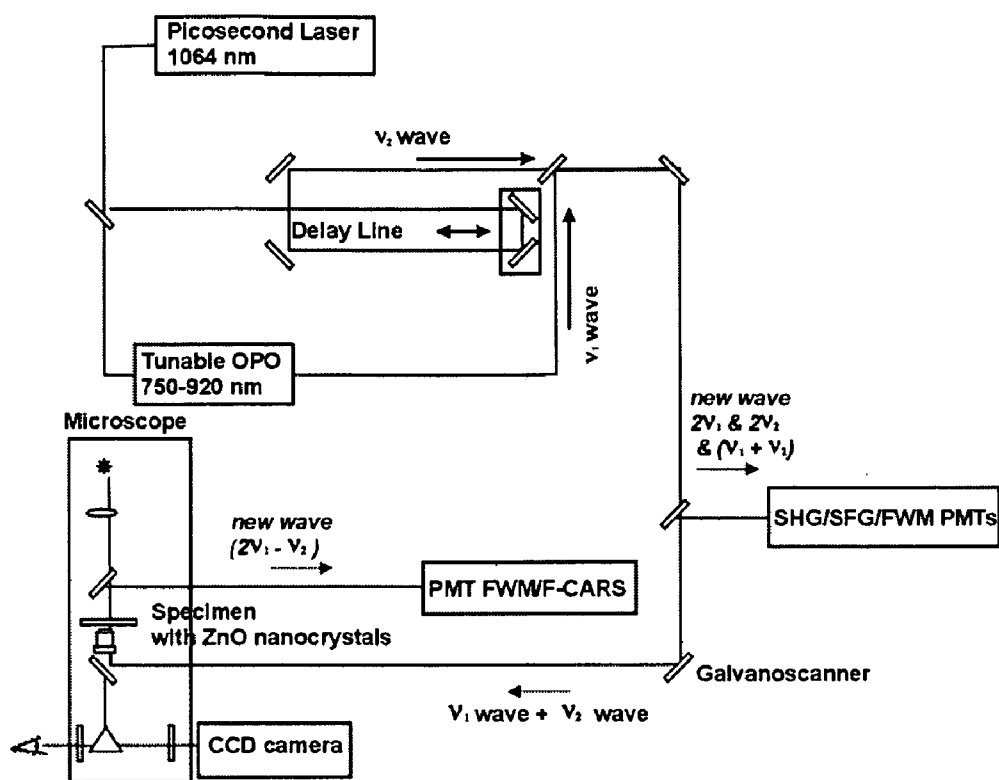 Picosecond Laser
1064 nm
ν₂ wave
Delay Line
ν₁ wave
Tunable OPO
750-920 nm
Microscope
new wave
2ν₁ & 2ν₂
& (ν₁ + ν₂)
SHG/SFG/FWM PMTs
new wave
(2ν₁ - ν₂)
PMT FWM/F-CARS
Specimen
with ZnO nanocrystals
Galvanoscanner
ν₁ wave + ν₂ wave
CCD camera